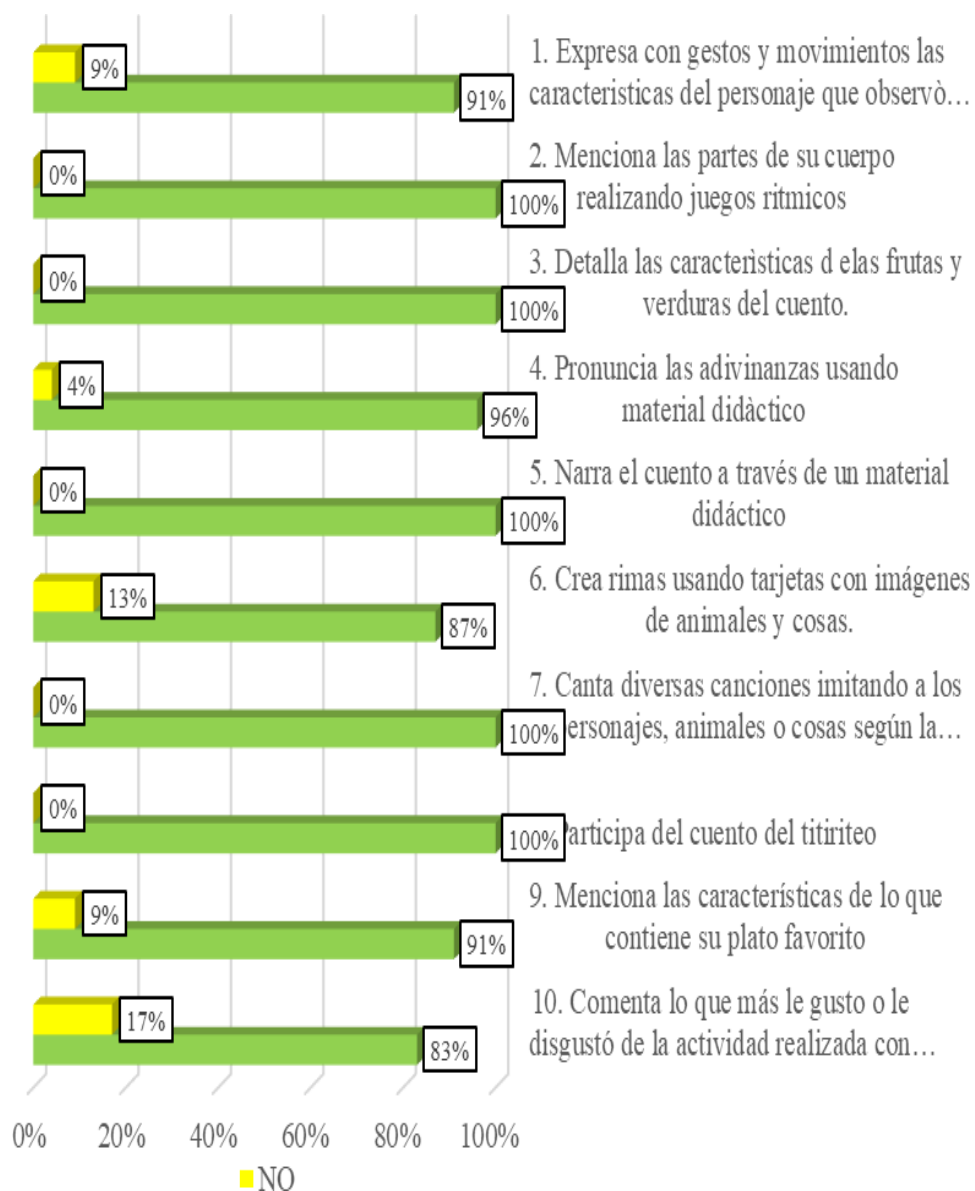 9%
91%
1. Expresa con gestos y movimientos las
caracteristicas del personaje que observò…
0%
100%
2. Menciona las partes de su cuerpo
realizando juegos ritmicos
0%
100%
3. Detalla las caracterìsticas d elas frutas y
verduras del cuento.
4%
96%
4. Pronuncia las adivinanzas usando
material didàctico
0%
100%
5. Narra el cuento a través de un material
didáctico
13%
87%
6. Crea rimas usando tarjetas con imágenes
de animales y cosas.
0%
100%
7. Canta diversas canciones imitando a los
ersonajes, animales o cosas según la…
0%
100%
Participa del cuento del titiriteo
9%
91%
9. Menciona las características de lo que
contiene su plato favorito
17%
83%
10. Comenta lo que más le gusto o le
disgustó de la actividad realizada con…
0% 20% 40% 60% 80% 100%
NO